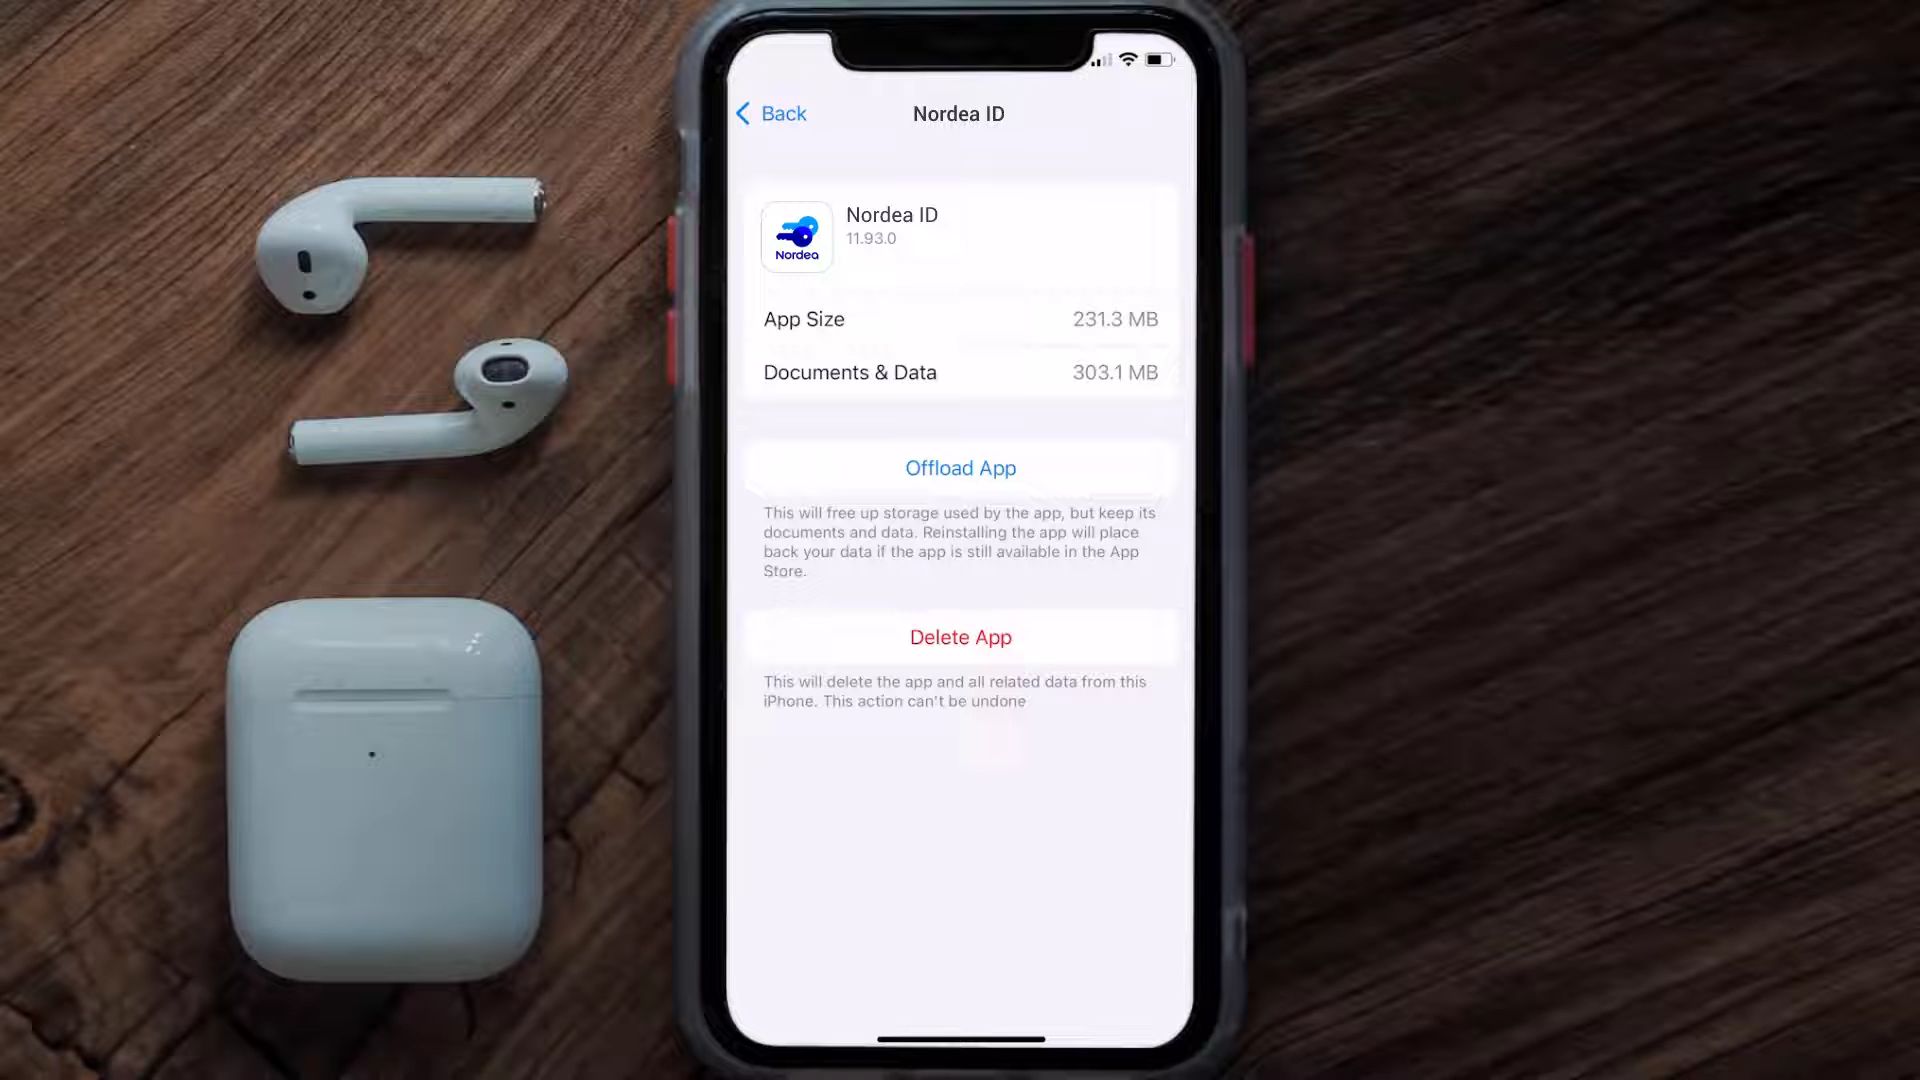 Back
Nordea ID
Nordea ID
11.93.0
Nordea
App Size 231.3 MB
Documents & Data 303.1 MB
Offload App
This will free up storage used by the app, but keep its
documents and data. Reinstalling the app will place
back your data if the app is still available in the App
Store.
Delete App
This will delete the app and all related data from this
iPhone. This action can't be undone